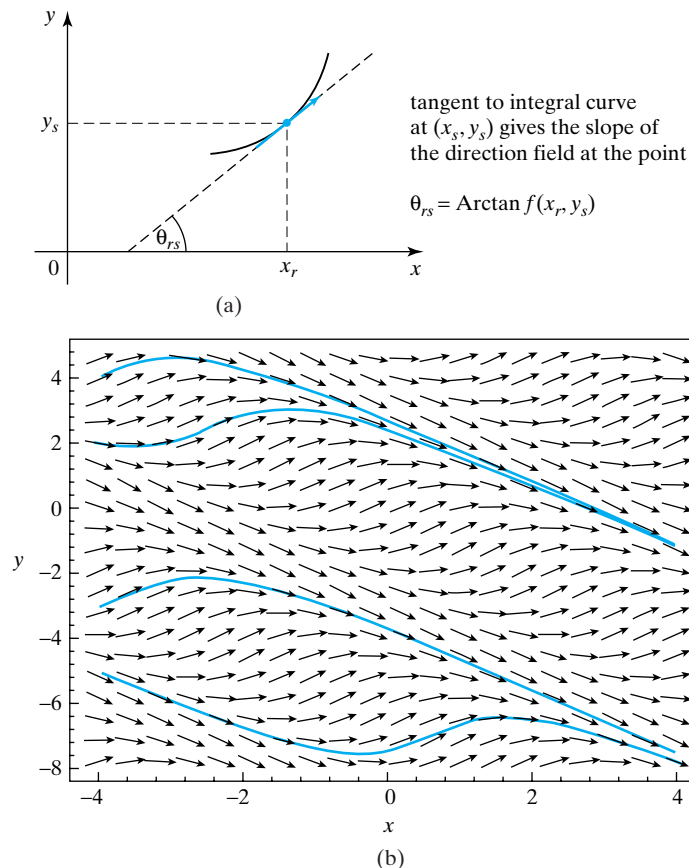 y
y_s
tangent to integral curve
at (x_s, y_s) gives the slope of
the direction field at the point
θ_rs = Arctan f(x_r, y_s)
θ_rs
0
x_r
x
(a)
4
2
0
y
−2
−4
−6
−8
−4
−2
0
2
4
x
(b)